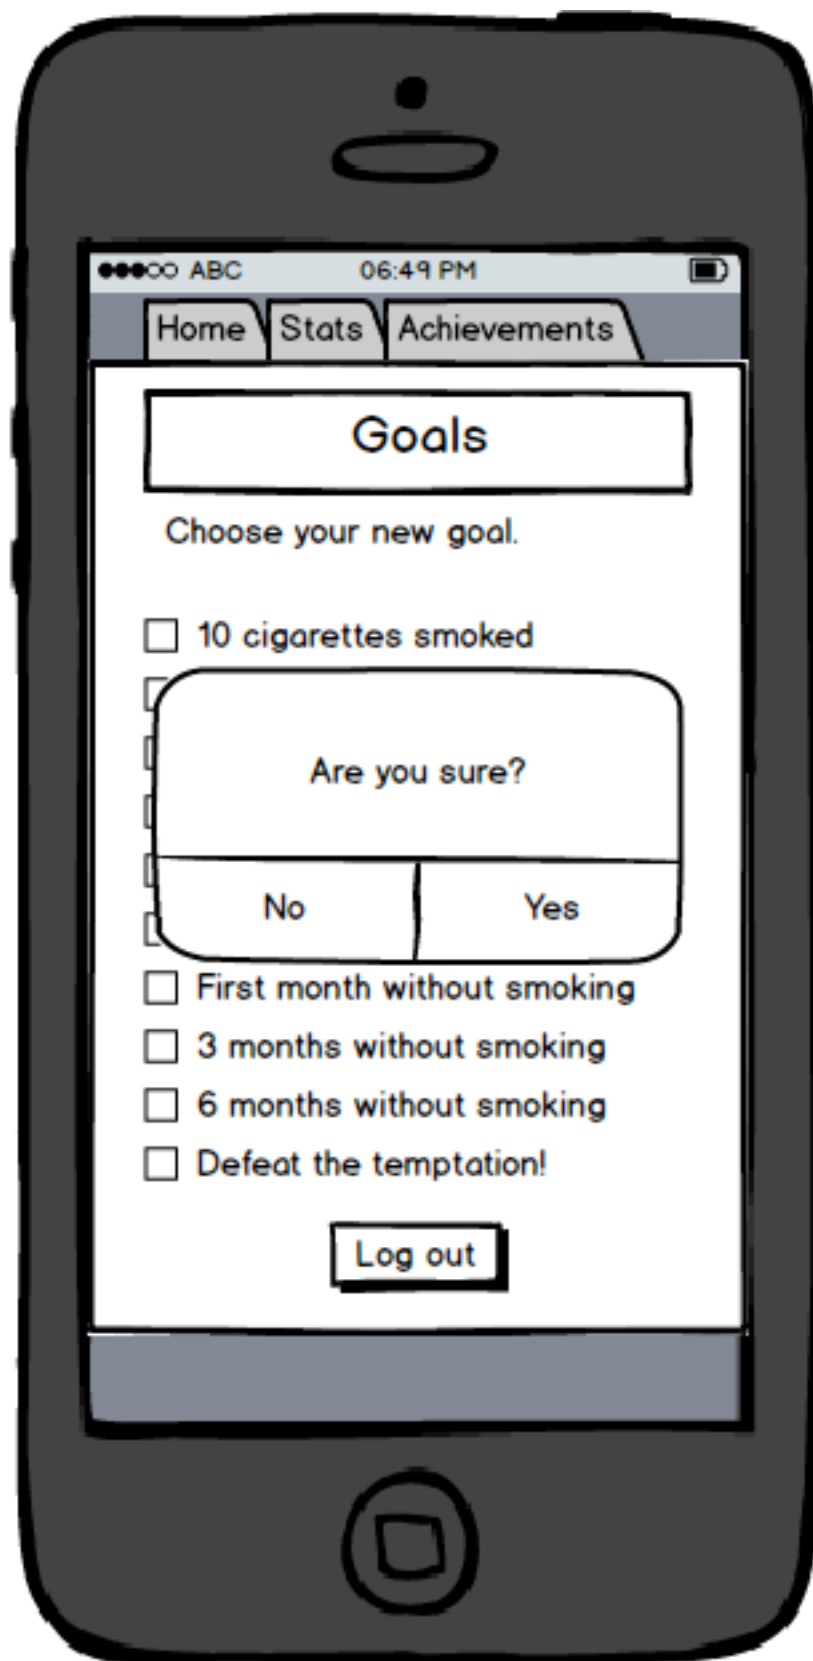 ABC 06:49 PM
Home Stats Achievements
Goals
Choose your new goal.
10 cigarettes smoked
Are you sure?
No Yes
First month without smoking
3 months without smoking
6 months without smoking
Defeat the temptation!
Log out